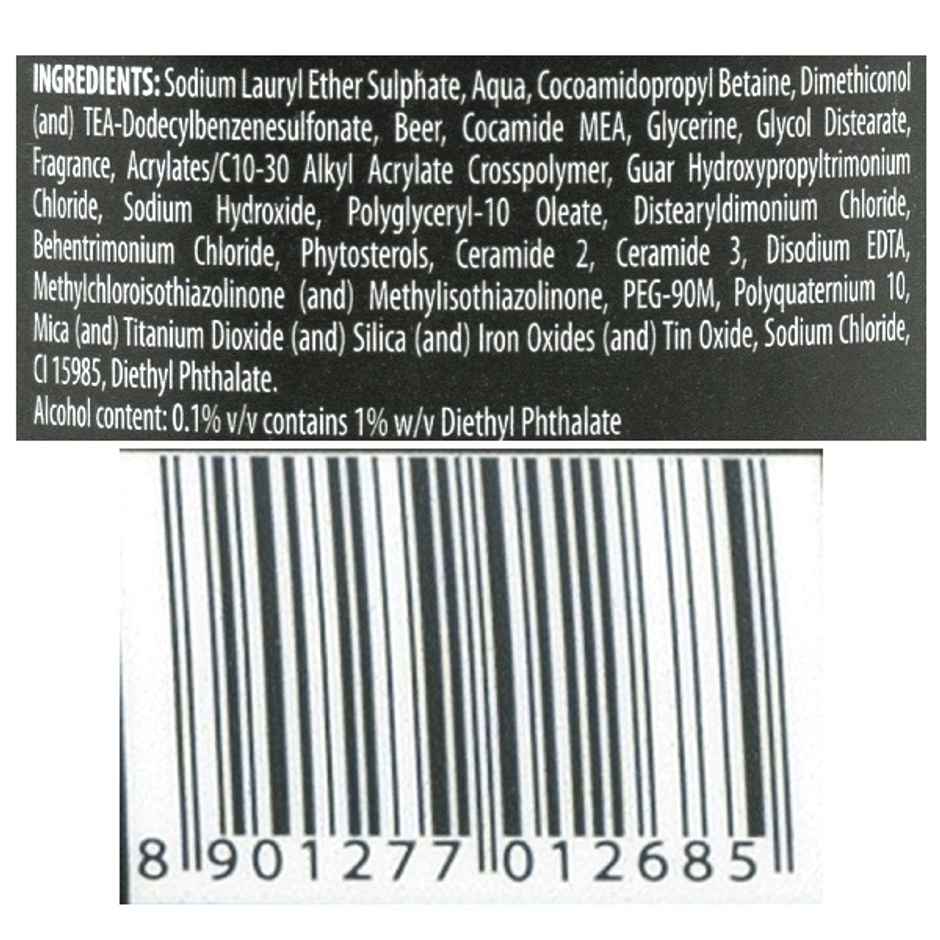 INGREDIENTS: Sodium Lauryl Ether Sulphate, Aqua, Cocoamidopropyl Betaine, Dimethiconol
(and) TEA-Dodecylbenzenesulfonate, Beer, Cocamide MEA, Glycerine, Glycol Distearate,
Fragrance, Acrylates/C10-30 Alkyl Acrylate Crosspolymer, Guar Hydroxypropyltrimonium
Chloride, Sodium Hydroxide, Polyglyceryl-10 Oleate, Distearyldimonium Chloride,
Behentrimonium Chloride, Phytosterols, Ceramide 2, Ceramide 3, Disodium EDTA,
Methylchloroisothiazolinone (and) Methylisothiazolinone, PEG-90M, Polyquaternium 10,
Mica (and) Titanium Dioxide (and) Silica (and) Iron Oxides (and) Tin Oxide, Sodium Chloride,
CI 15985, Diethyl Phthalate.
Alcohol content: 0.1% v/v contains 1% w/v Diethyl Phthalate
8 901277 012685